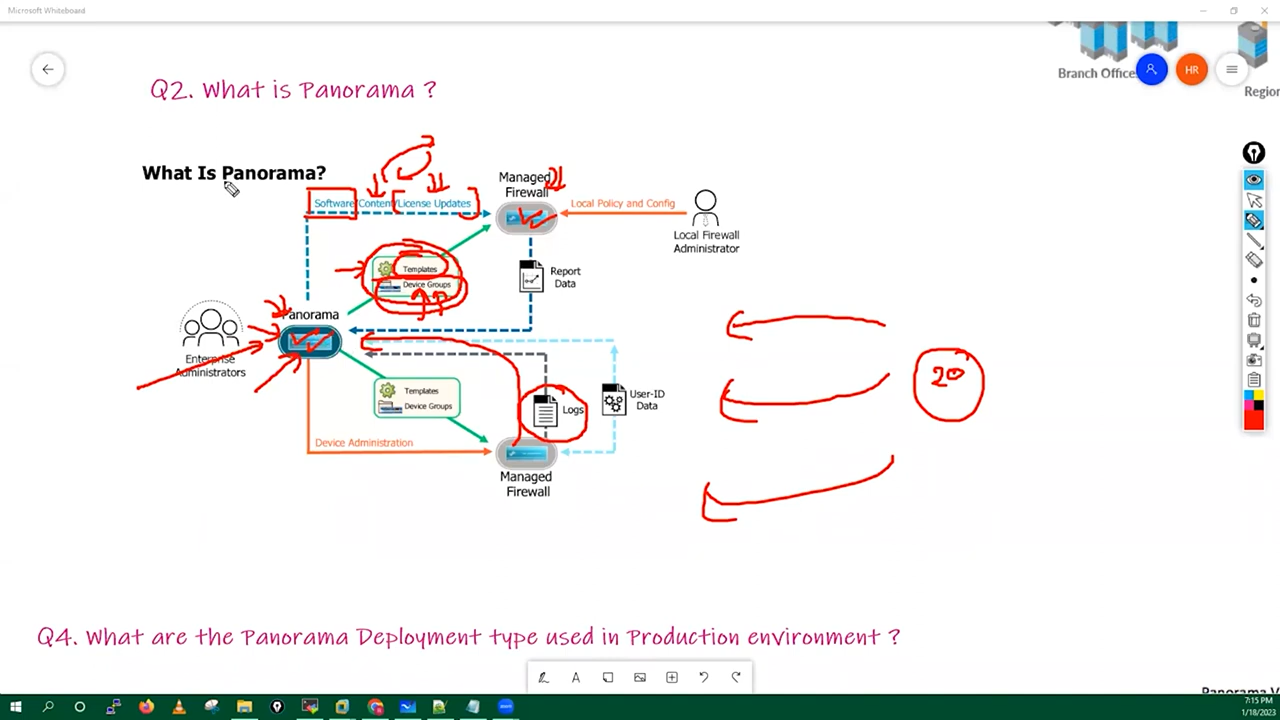 Microsoft Whiteboard
Branch Office
HR
Region
Q2. What is Panorama ?
What Is Panorama?
Managed
Firewall
Software/Content/License Updates
Local Policy and Config
Local Firewall
Administrator
Templates
Device Groups
Report
Data
Panorama
Enterprise
Administrators
Templates
Device Groups
Logs
User-ID
Data
20
Device Administration
Managed
Firewall
Q4. What are the Panorama Deployment type used in Production environment ?
A
7:15 PM
1/18/2023